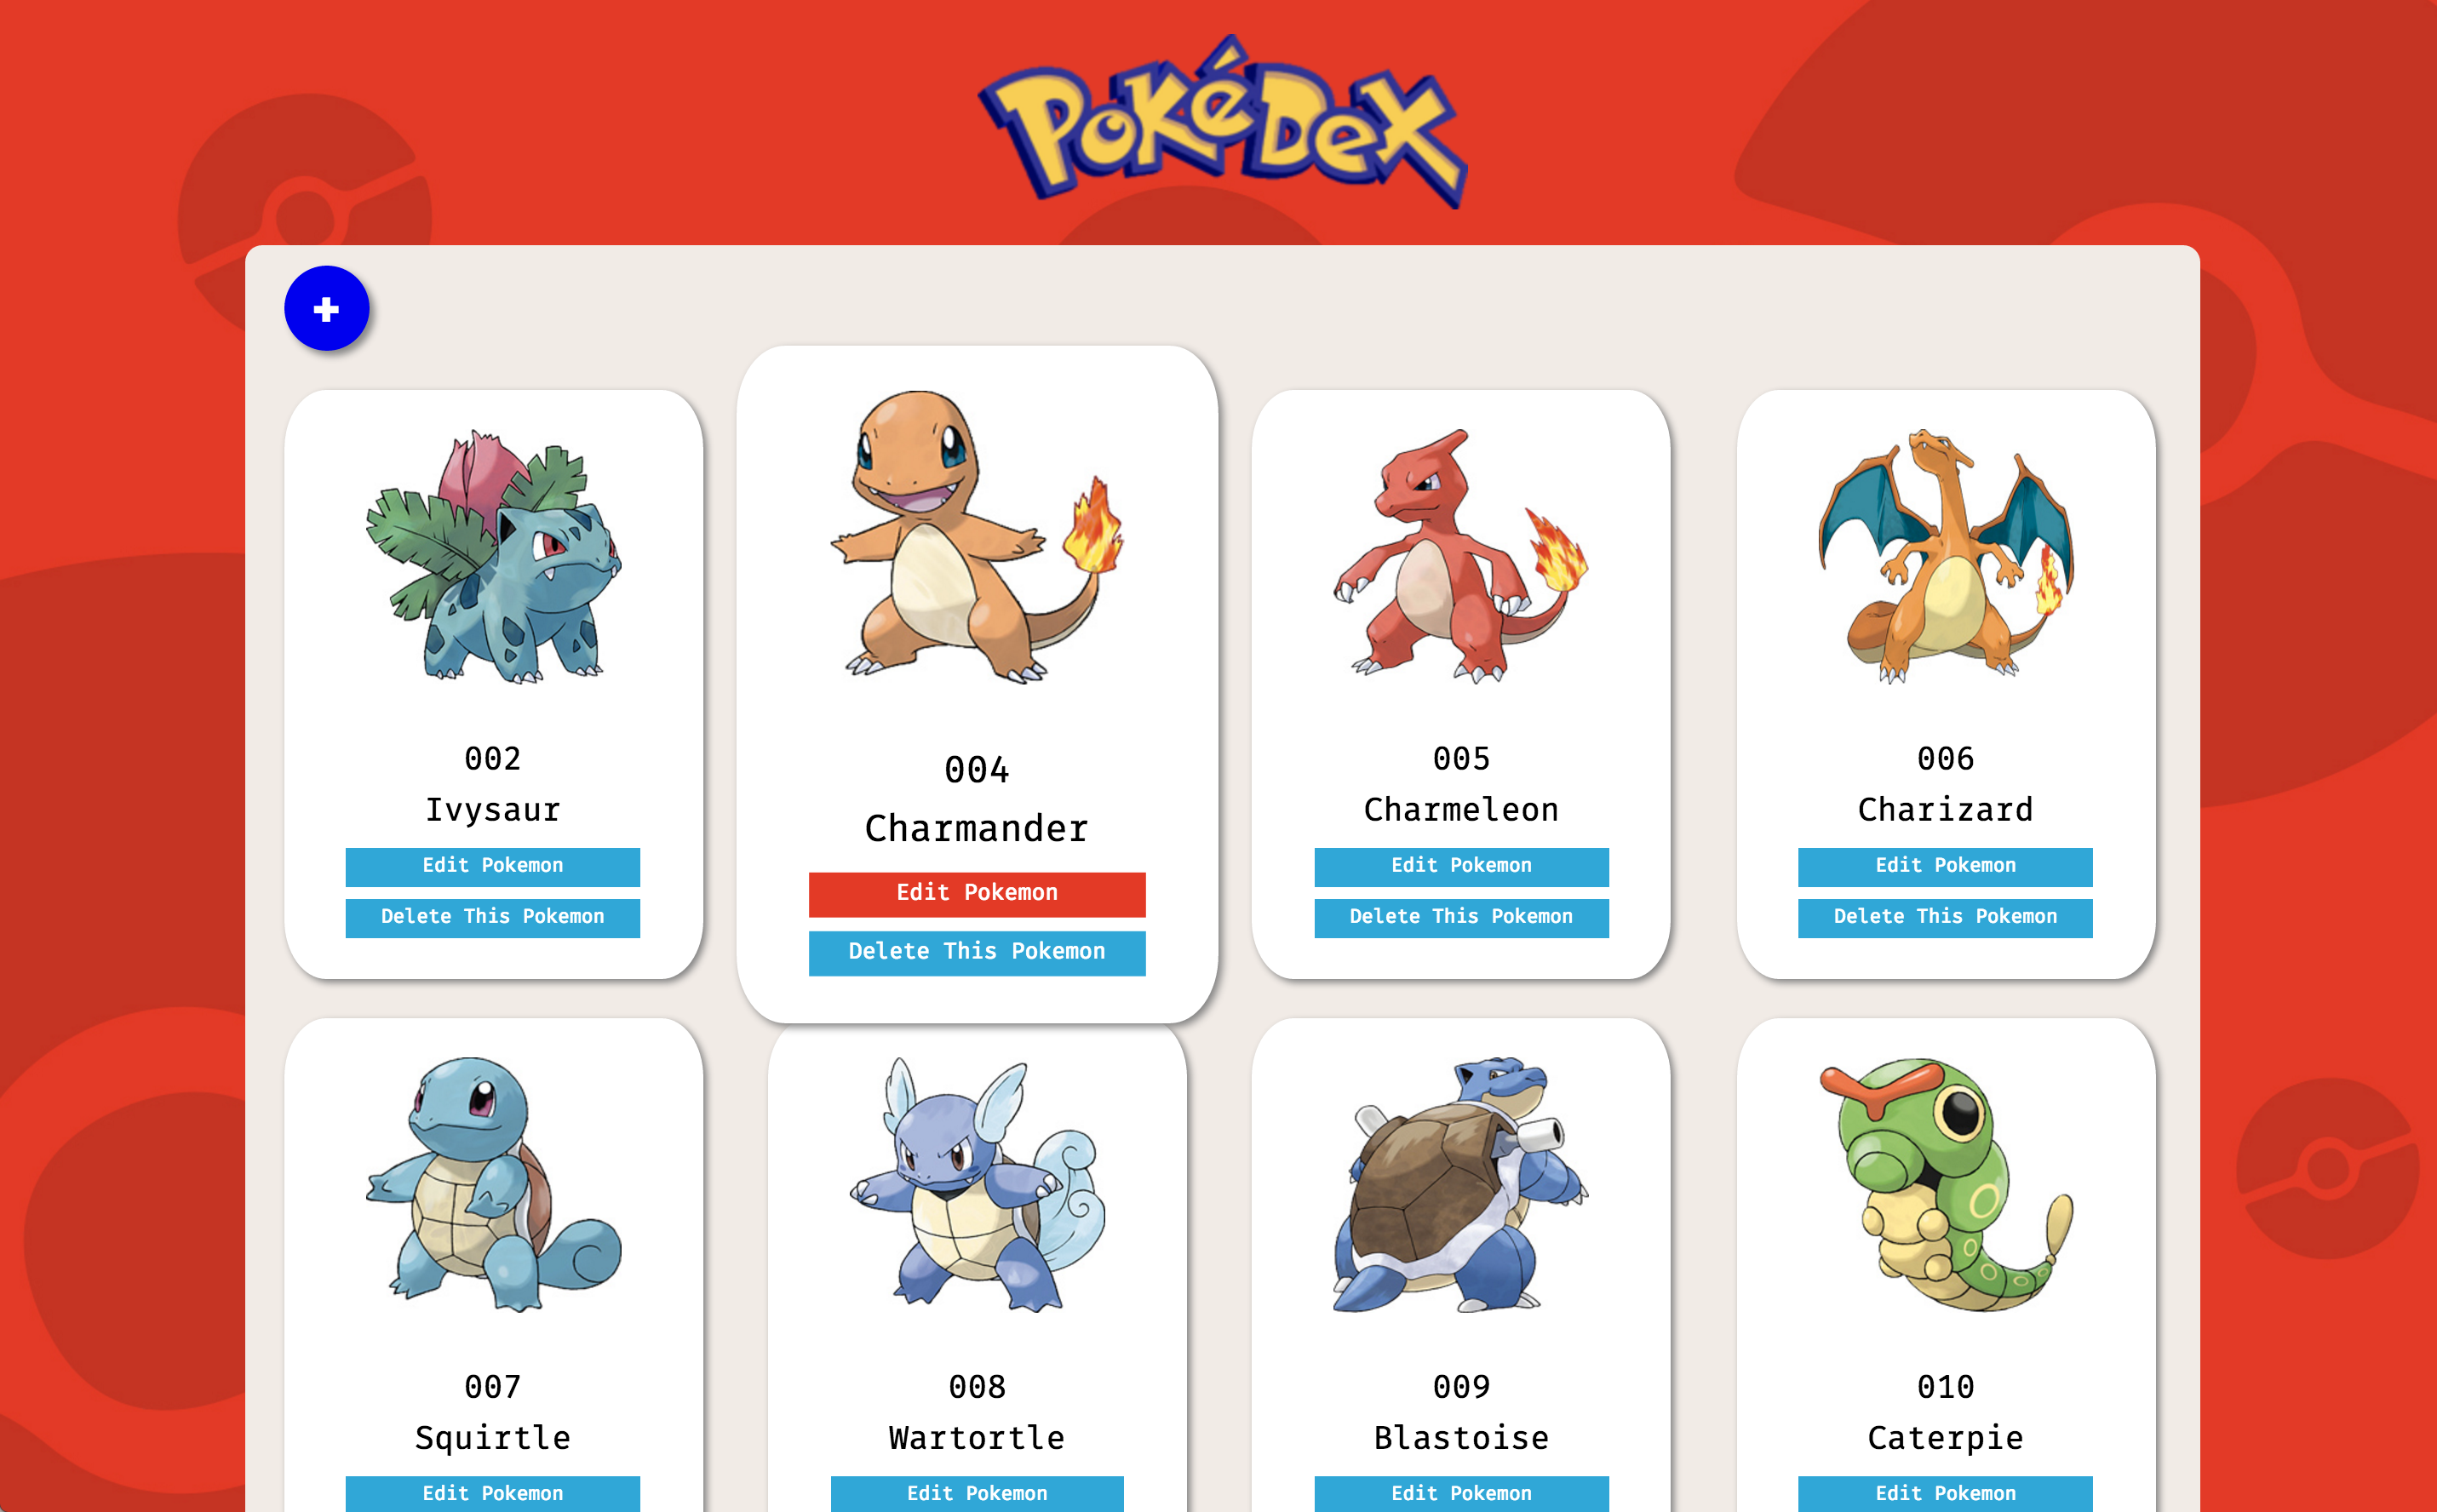 PoKéDeX
+
002
Ivysaur
Edit Pokemon
Delete This Pokemon
004
Charmander
Edit Pokemon
Delete This Pokemon
005
Charmeleon
Edit Pokemon
Delete This Pokemon
006
Charizard
Edit Pokemon
Delete This Pokemon
007
Squirtle
Edit Pokemon
008
Wartortle
Edit Pokemon
009
Blastoise
Edit Pokemon
010
Caterpie
Edit Pokemon